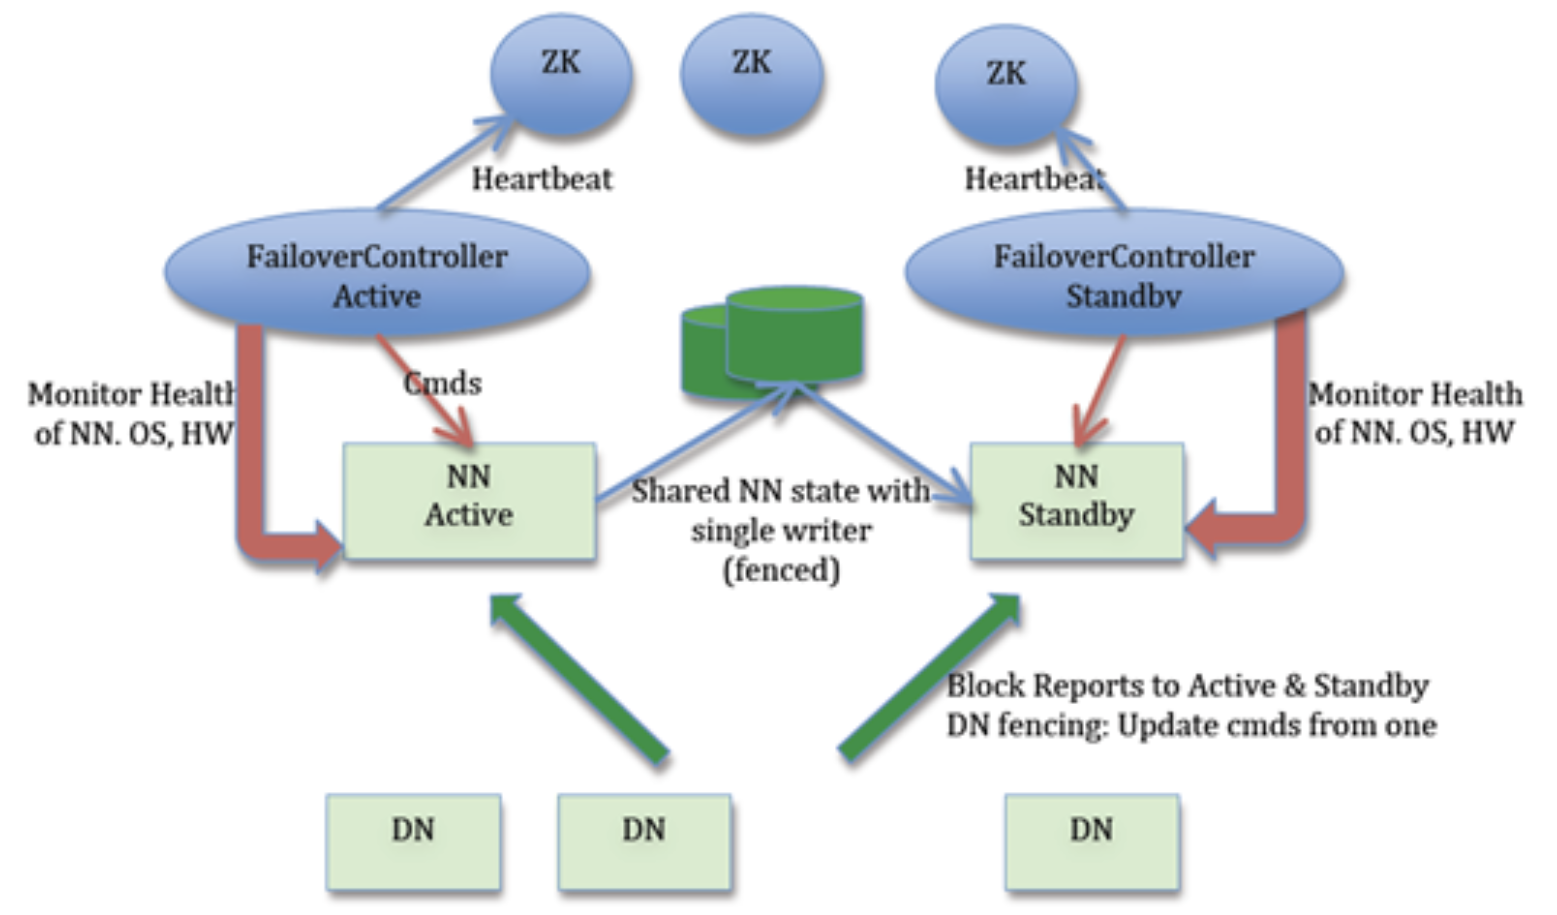 ZK
ZK
ZK
Heartbeat
Heartbeat
FailoverController
Active
FailoverController
Standby
Cmds
Monitor Health
of NN. OS, HW
Monitor Health
of NN. OS, HW
NN
Active
Shared NN state with
single writer
(fenced)
NN
Standby
Block Reports to Active & Standby
DN fencing: Update cmds from one
DN
DN
DN